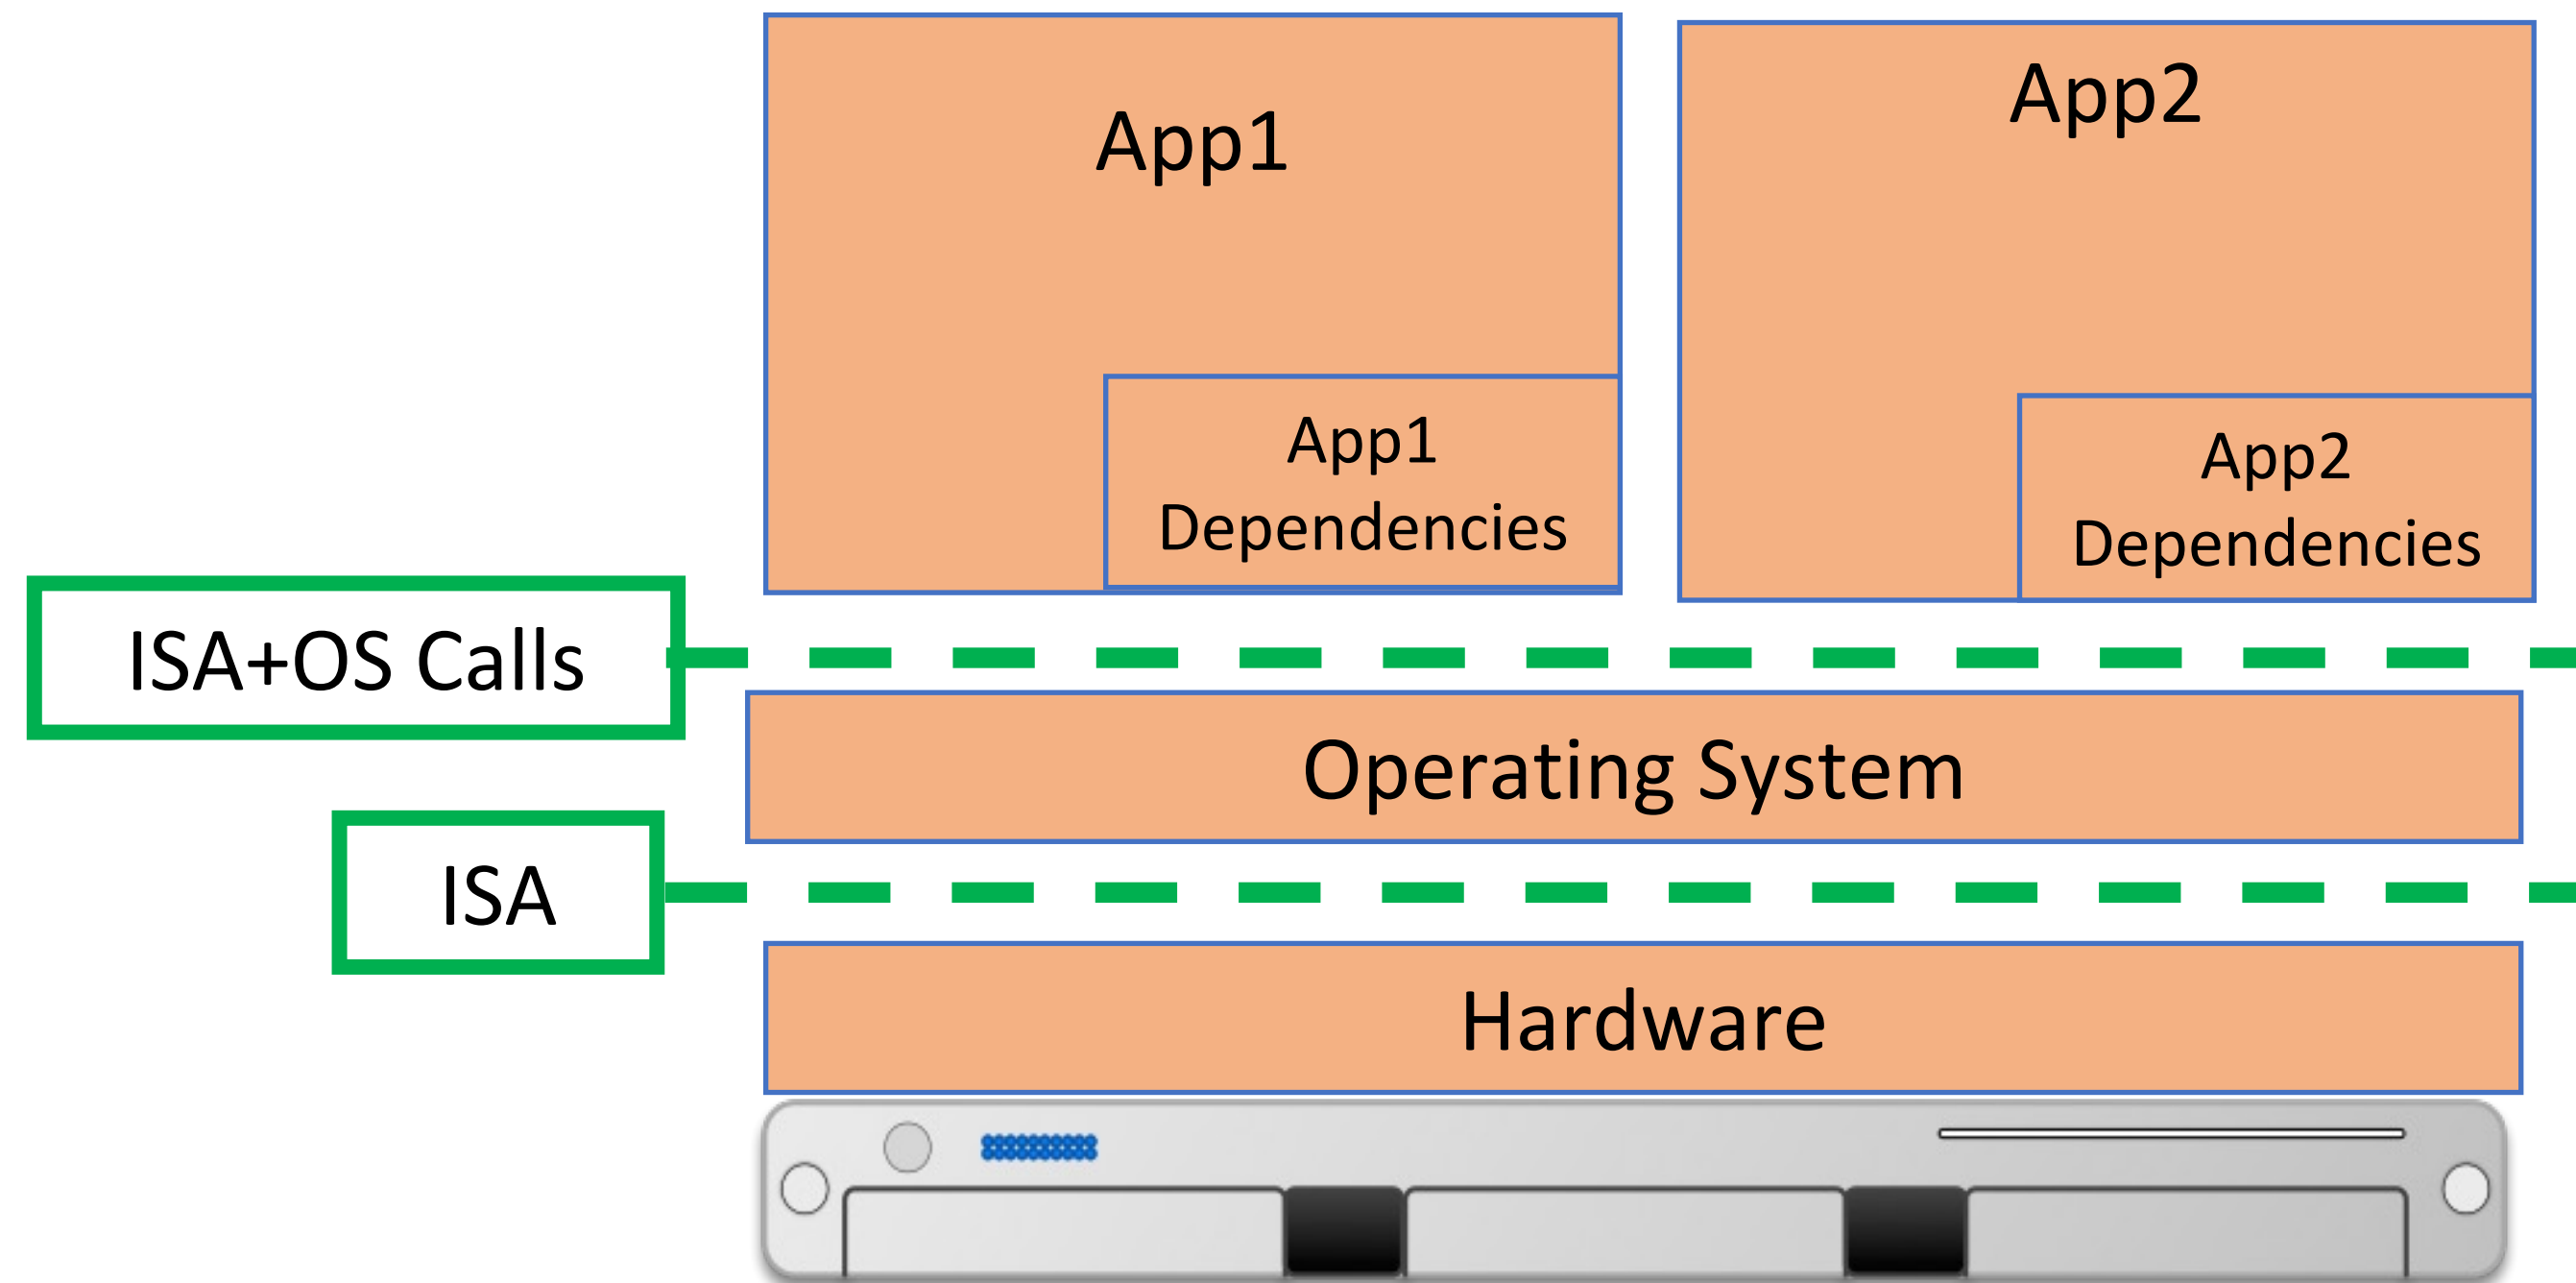 App1
App2
App1
Dependencies
App2
Dependencies
ISA+OS Calls
Operating System
ISA
Hardware